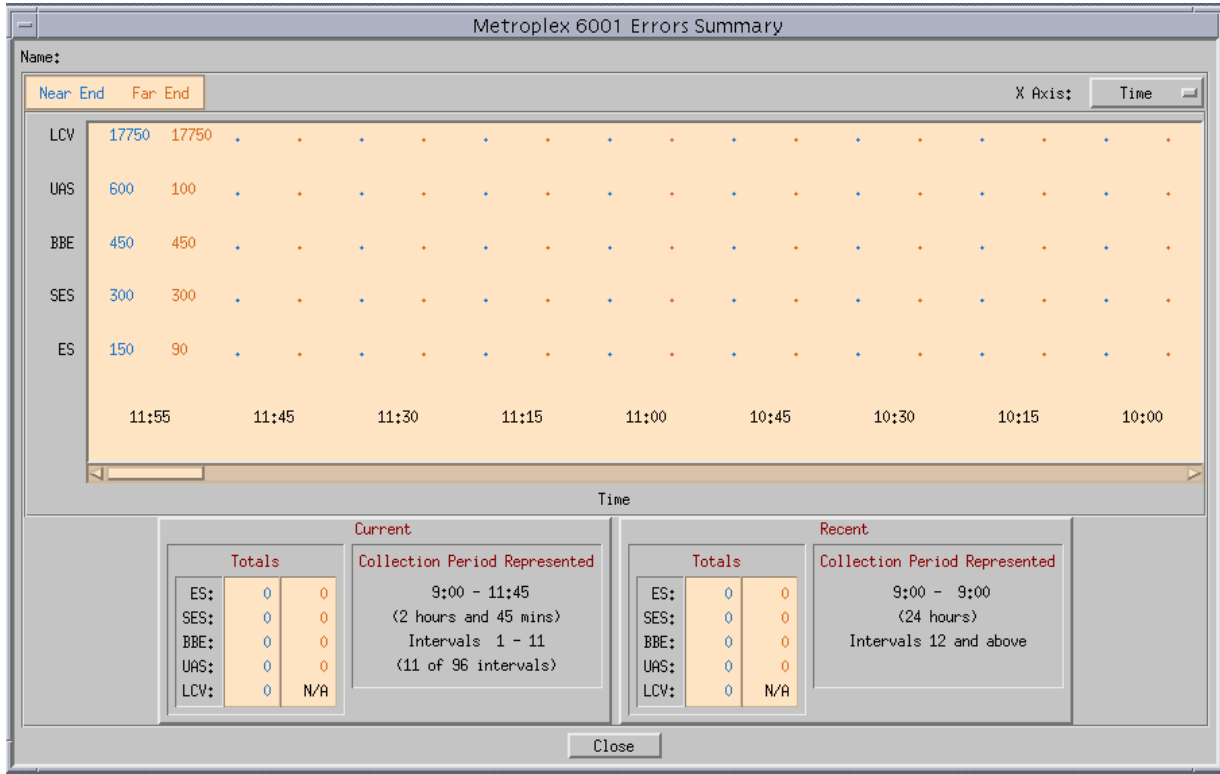 Metroplex 6001 Errors Summary
Name:
Near End Far End X Axis: Time
LCV 17750 17750
UAS 600 100
BBE 450 450
SES 300 300
ES 150 90
11:55 11:45 11:30 11:15 11:00 10:45 10:30 10:15 10:00
Time
Current
Totals
ES: 0 0
SES: 0 0
BBE: 0 0
UAS: 0 0
LCV: 0 N/A
Collection Period Represented
9:00 - 11:45
(2 hours and 45 mins)
Intervals 1 - 11
(11 of 96 intervals)
Recent
Totals
ES: 0 0
SES: 0 0
BBE: 0 0
UAS: 0 0
LCV: 0 N/A
Collection Period Represented
9:00 - 9:00
(24 hours)
Intervals 12 and above
Close